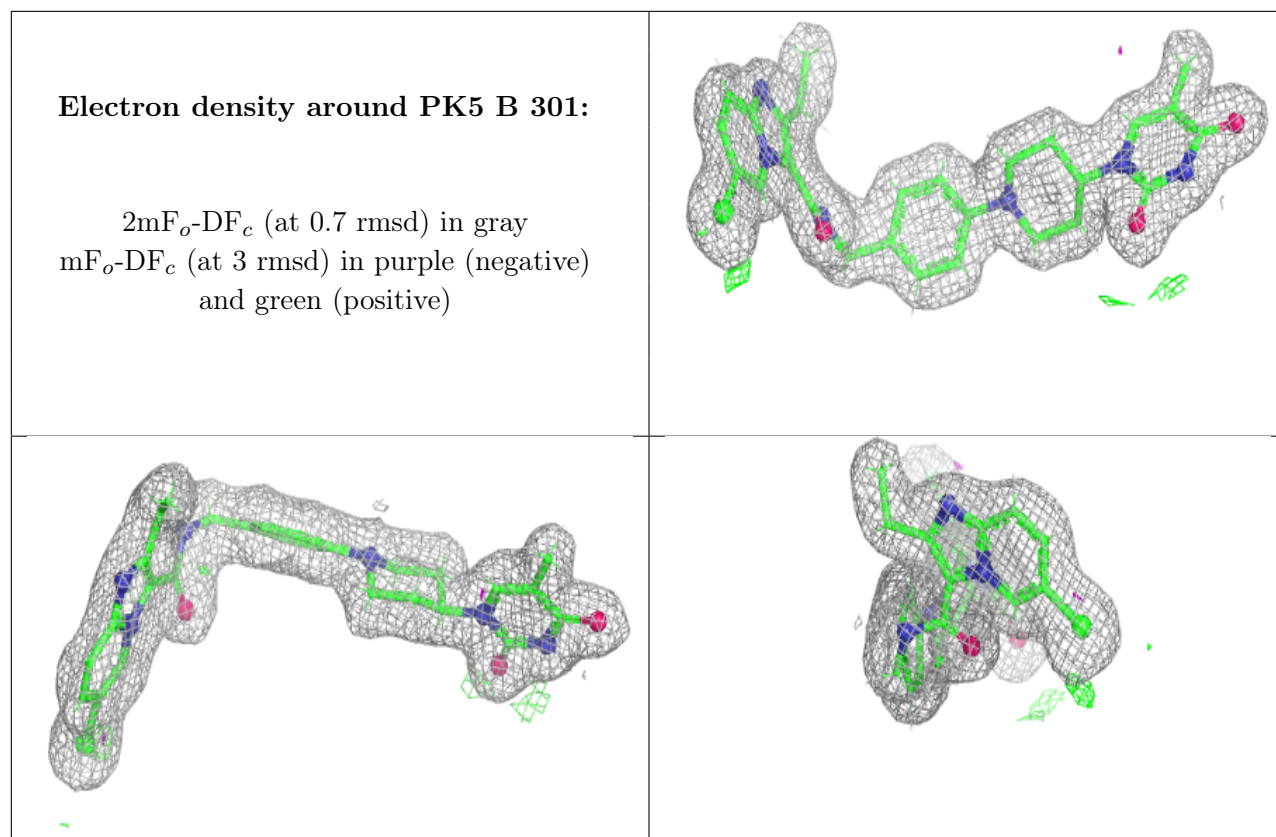 Electron density around PK5 B 301:
2mFo-DFc (at 0.7 rmsd) in gray
mFo-DFc (at 3 rmsd) in purple (negative)
and green (positive)